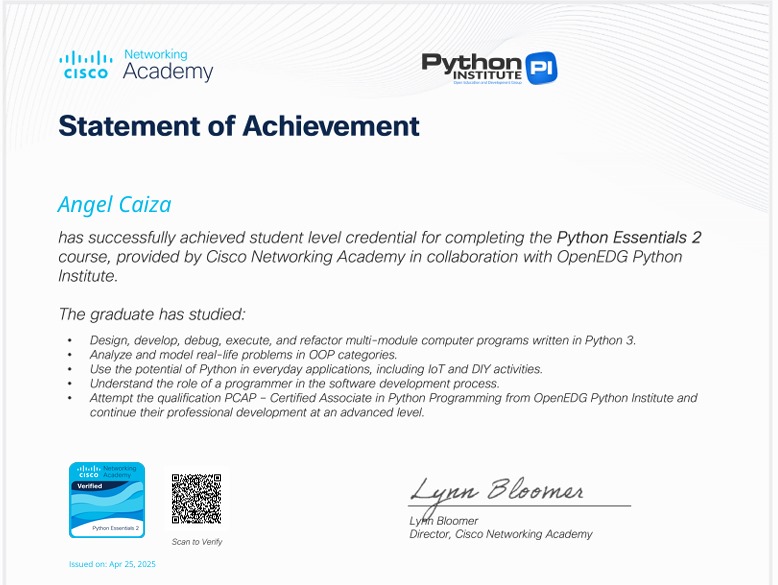 CISCO Networking Academy
Python INSTITUTE PI
Open Education and Development Group
Statement of Achievement
Angel Caiza
has successfully achieved student level credential for completing the Python Essentials 2
course, provided by Cisco Networking Academy in collaboration with OpenEDG Python
Institute.
The graduate has studied:
• Design, develop, debug, execute, and refactor multi-module computer programs written in Python 3.
• Analyze and model real-life problems in OOP categories.
• Use the potential of Python in everyday applications, including IoT and DIY activities.
• Understand the role of a programmer in the software development process.
• Attempt the qualification PCAP – Certified Associate in Python Programming from OpenEDG Python Institute and
continue their professional development at an advanced level.
CISCO Networking Academy
Verified
Python Essentials 2
Scan to Verify
Issued on: Apr 25, 2025
Lynn Bloomer
Lynn Bloomer
Director, Cisco Networking Academy